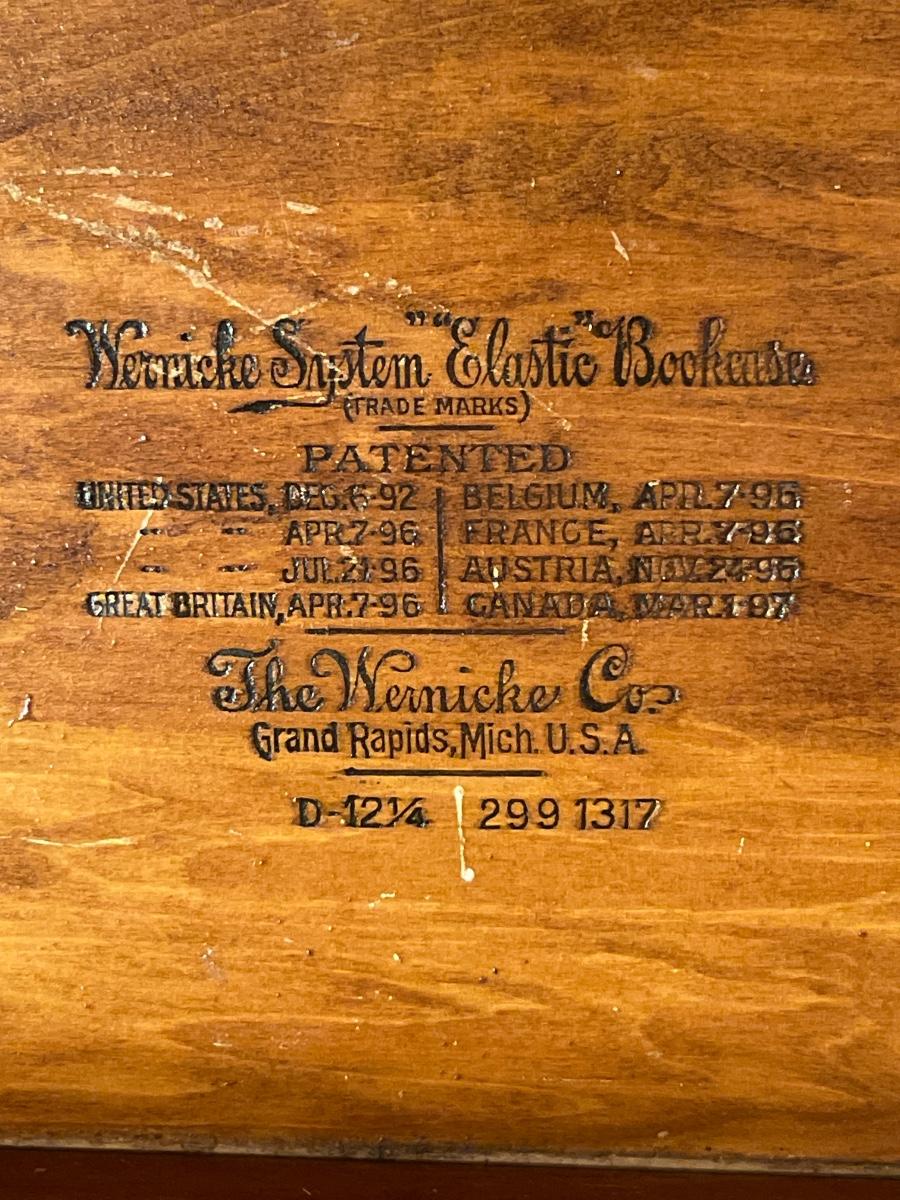 Wernicke System" "Elastic" Bookcase
(TRADE MARKS)
PATENTED
UNITED STATES, DEC. 6-92 | BELGIUM, APR. 7-96
" " APR. 7-96 | FRANCE, APR. 7-96
" " JUL. 21-96 | AUSTRIA, NOV. 24-96
GREAT BRITAIN, APR. 7-96 | CANADA, MAR. 1-97
The Wernicke Co.
Grand Rapids, Mich. U.S.A.
D-12¼ 299 1317